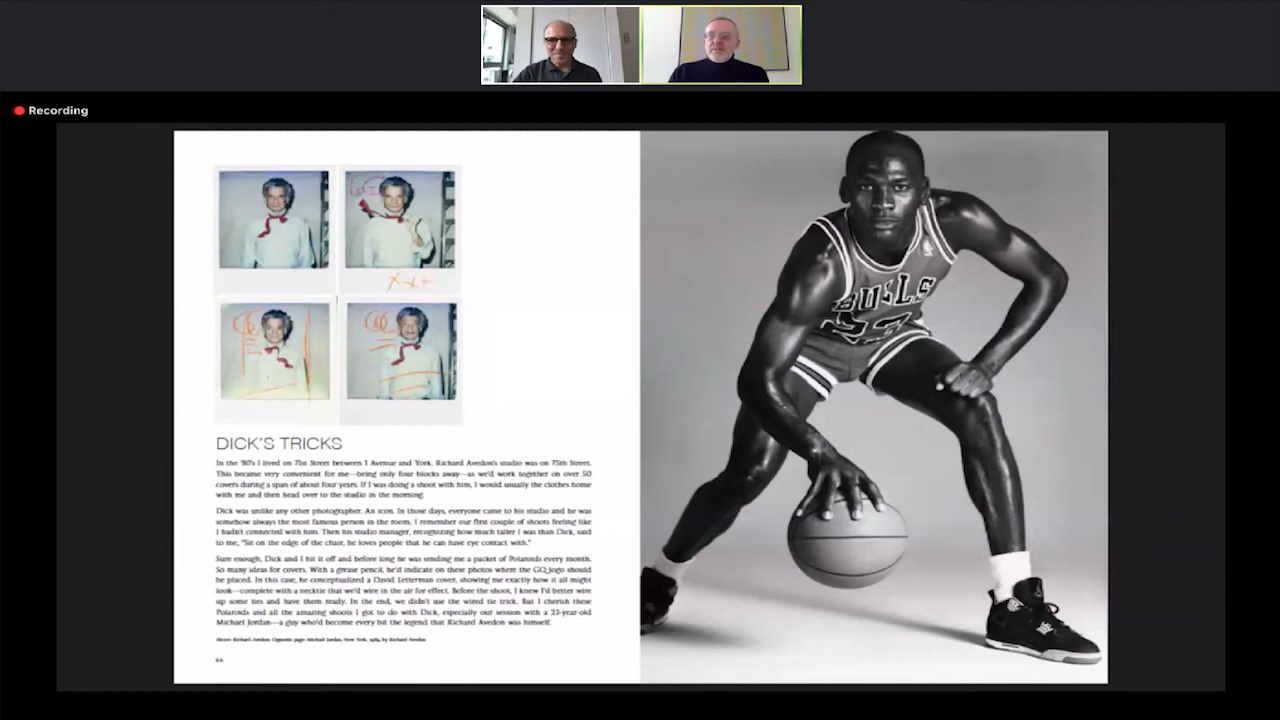 Recording
DICK'S TRICKS
In the '80's I lived on 71st Street between 1 Avenue and York, Richard Avedon's studio was on 75th Street.
This became very convenient for me—being only four blocks away—as we'd work together on over 50
covers during a span of about four years. If I was doing a shoot with him, I would usually the clothes home
with me and then head over to the studio in the morning.
Dick was unlike any other photographer. An icon. In those days, everyone came to his studio and he was
somehow always the most famous person in the room. I remember our first couple of shoots feeling like
I hadn't connected with him. Then his studio manager, recognizing how much taller I was than Dick, said
to me, "Sit on the edge of the chair, he loves people that he can have eye contact with."
Sure enough, Dick and I hit it off and before long he was sending me a packet of Polaroids every month.
So many ideas for covers. With a grease pencil, he'd indicate on these photos where the GQ logo should
be placed. In this case, he conceptualized a David Letterman cover, showing me exactly how it all might
look—complete with a necktie that we'd wire in the air for effect. Before the shoot, I knew I'd better wire
up some ties and have them ready. In the end, we didn't use the wired tie trick. But I cherish these
Polaroids and all the amazing shoots I got to do with Dick, especially our session with a 23-year-old
Michael Jordan—a guy who'd become every bit the legend that Richard Avedon was himself.
Above: Richard Avedon; Opposite page: Michael Jordan, New York, 1989, by Richard Avedon
BULLS
23